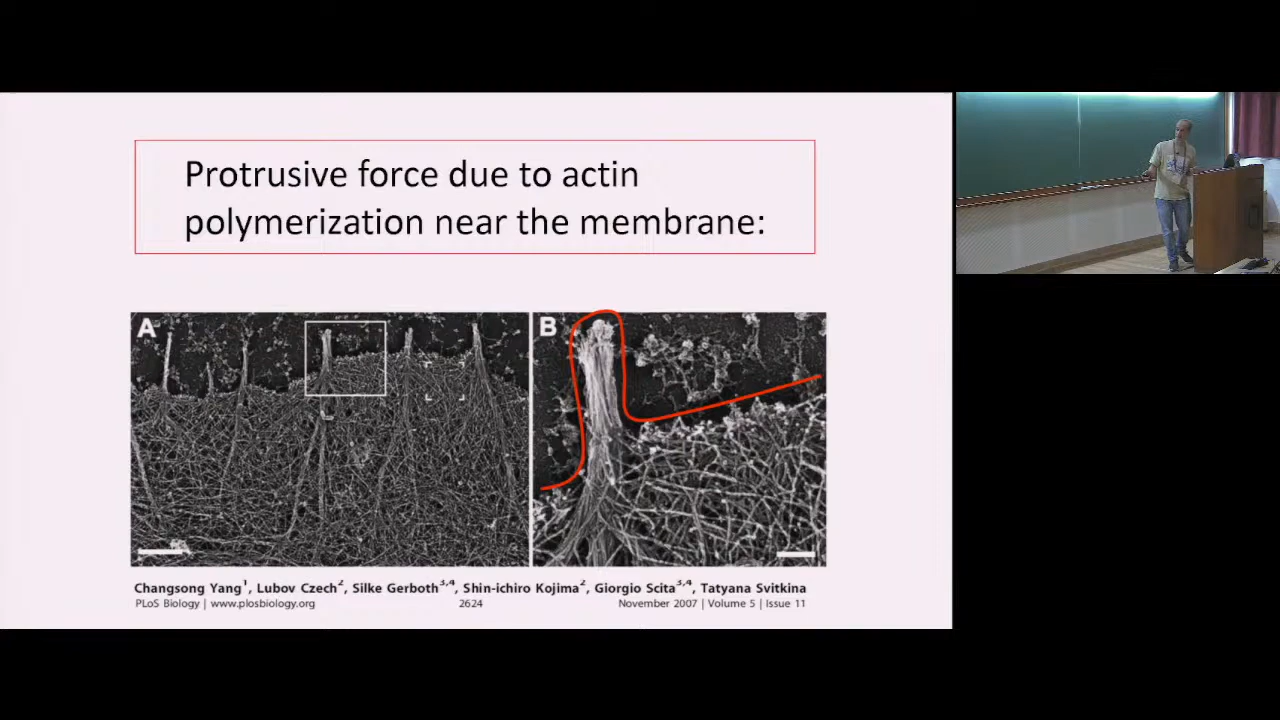 Protrusive force due to actin
polymerization near the membrane:
A
B
Changsong Yang1, Lubov Czech2, Silke Gerboth3,4, Shin-ichiro Kojima2, Giorgio Scita3,4, Tatyana Svitkina
PLoS Biology | www.plosbiology.org 2624 November 2007 | Volume 5 | Issue 11